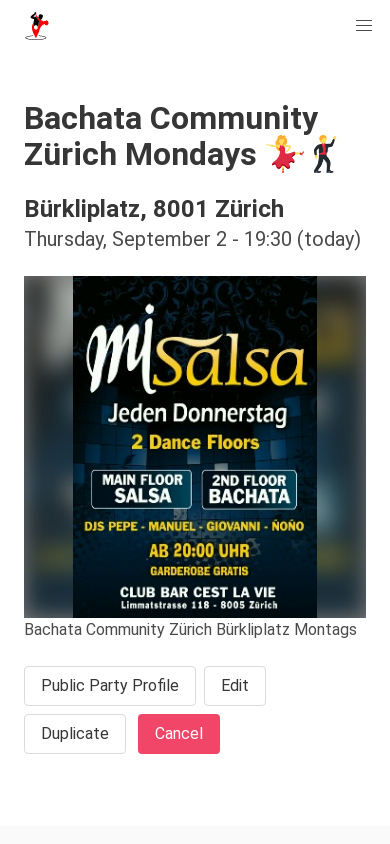 Bachata Community
Zürich Mondays 💃🕺
Bürkliplatz, 8001 Zürich
Thursday, September 2 - 19:30 (today)
mi Salsa
Jeden Donnerstag
2 Dance Floors
MAIN FLOOR SALSA
2ND FLOOR BACHATA
DJS PEPE - MANUEL - GIOVANNI - ÑOÑO
AB 20:00 UHR
GARDEROBE GRATIS
CLUB BAR CEST LA VIE
Limmatstrasse 118 - 8005 Zürich
Bachata Community Zürich Bürkliplatz Montags
Public Party Profile
Edit
Duplicate
Cancel